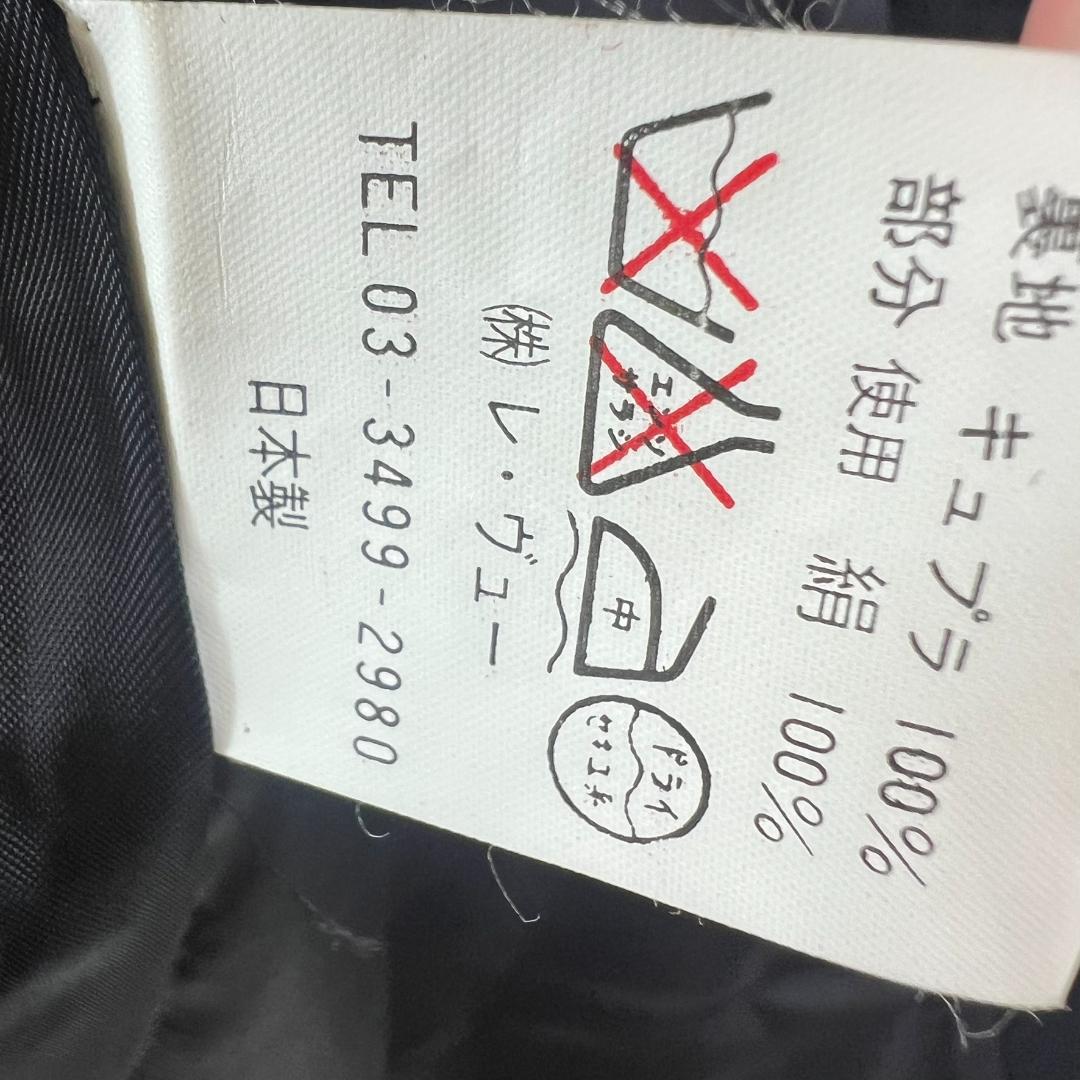 裏地 キュプラ 100%
部分使用 絹 100%
エンソ サラシ
中
ドライ
セキユ系
㈱レ・ヴュー
TEL 03-3499-2980
日本製